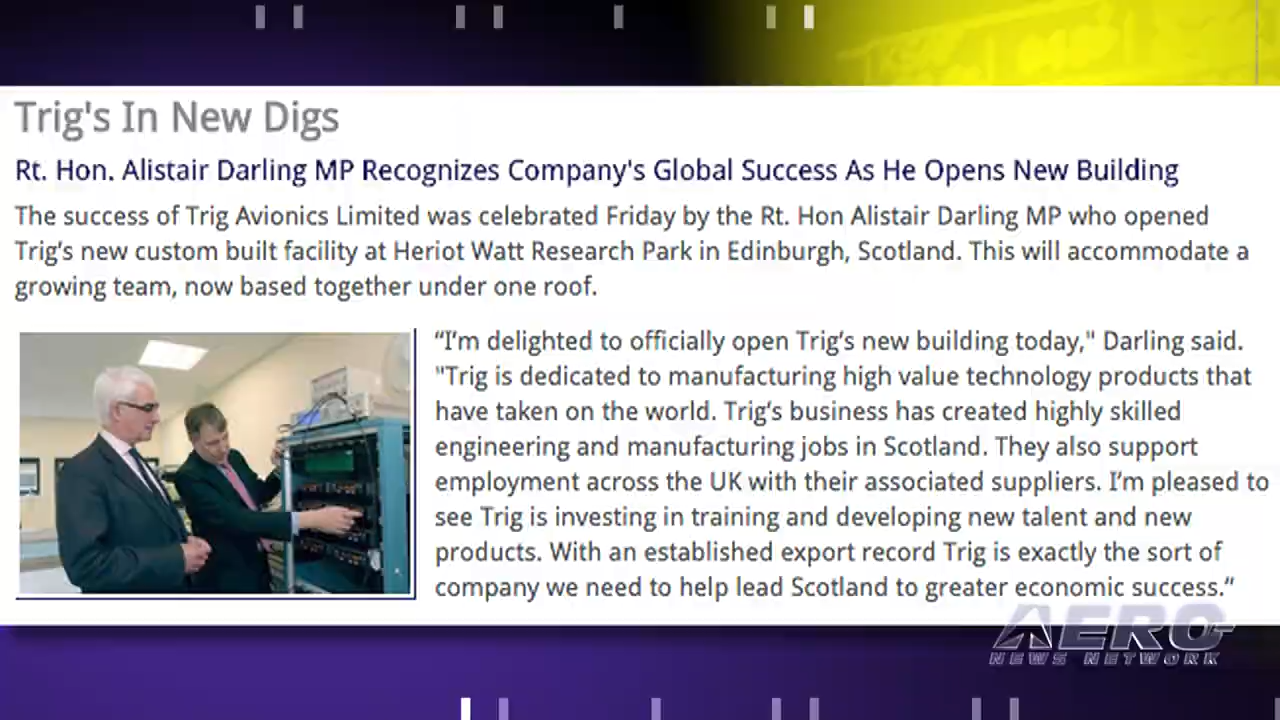 Trig's In New Digs
Rt. Hon. Alistair Darling MP Recognizes Company's Global Success As He Opens New Building
The success of Trig Avionics Limited was celebrated Friday by the Rt. Hon Alistair Darling MP who opened
Trig’s new custom built facility at Heriot Watt Research Park in Edinburgh, Scotland. This will accommodate a
growing team, now based together under one roof.
“I’m delighted to officially open Trig’s new building today," Darling said.
"Trig is dedicated to manufacturing high value technology products that
have taken on the world. Trig’s business has created highly skilled
engineering and manufacturing jobs in Scotland. They also support
employment across the UK with their associated suppliers. I’m pleased to
see Trig is investing in training and developing new talent and new
products. With an established export record Trig is exactly the sort of
company we need to help lead Scotland to greater economic success.“
AERO
NEWS NETWORK